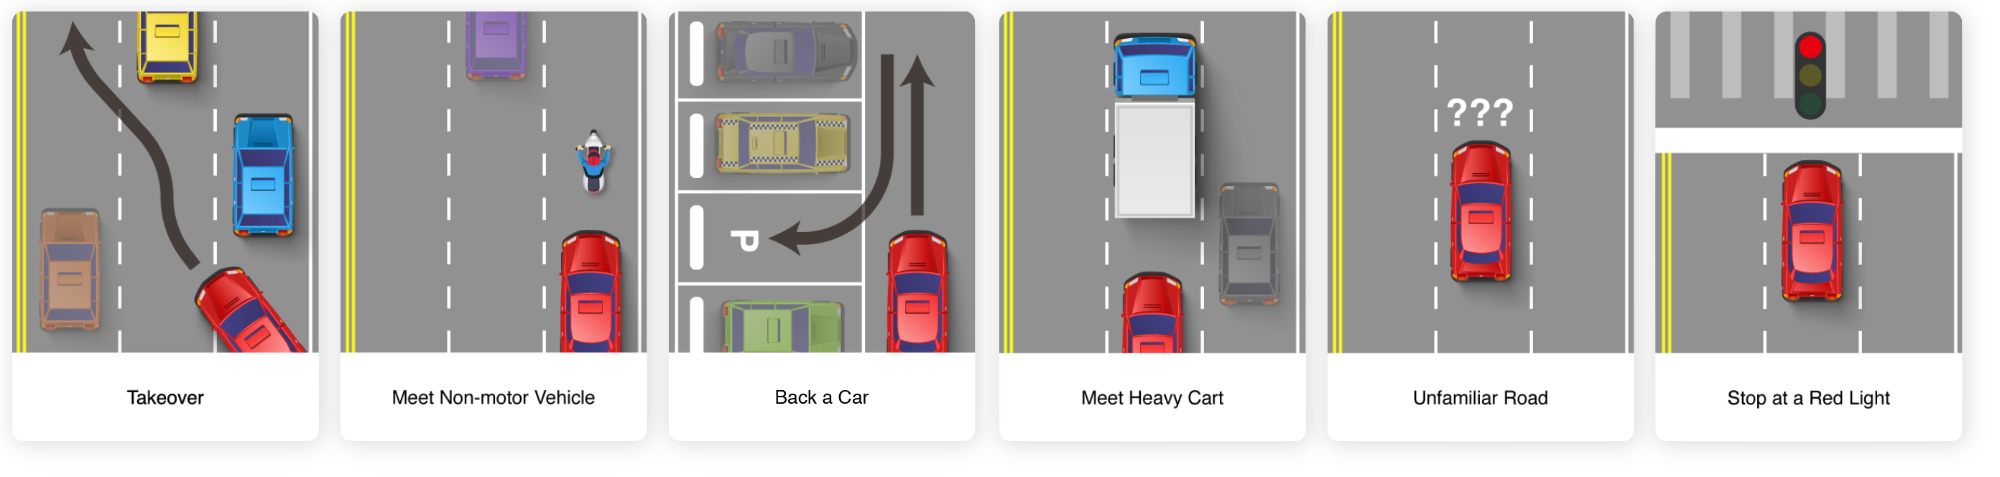 P
???
Takeover
Meet Non-motor Vehicle
Back a Car
Meet Heavy Cart
Unfamiliar Road
Stop at a Red Light